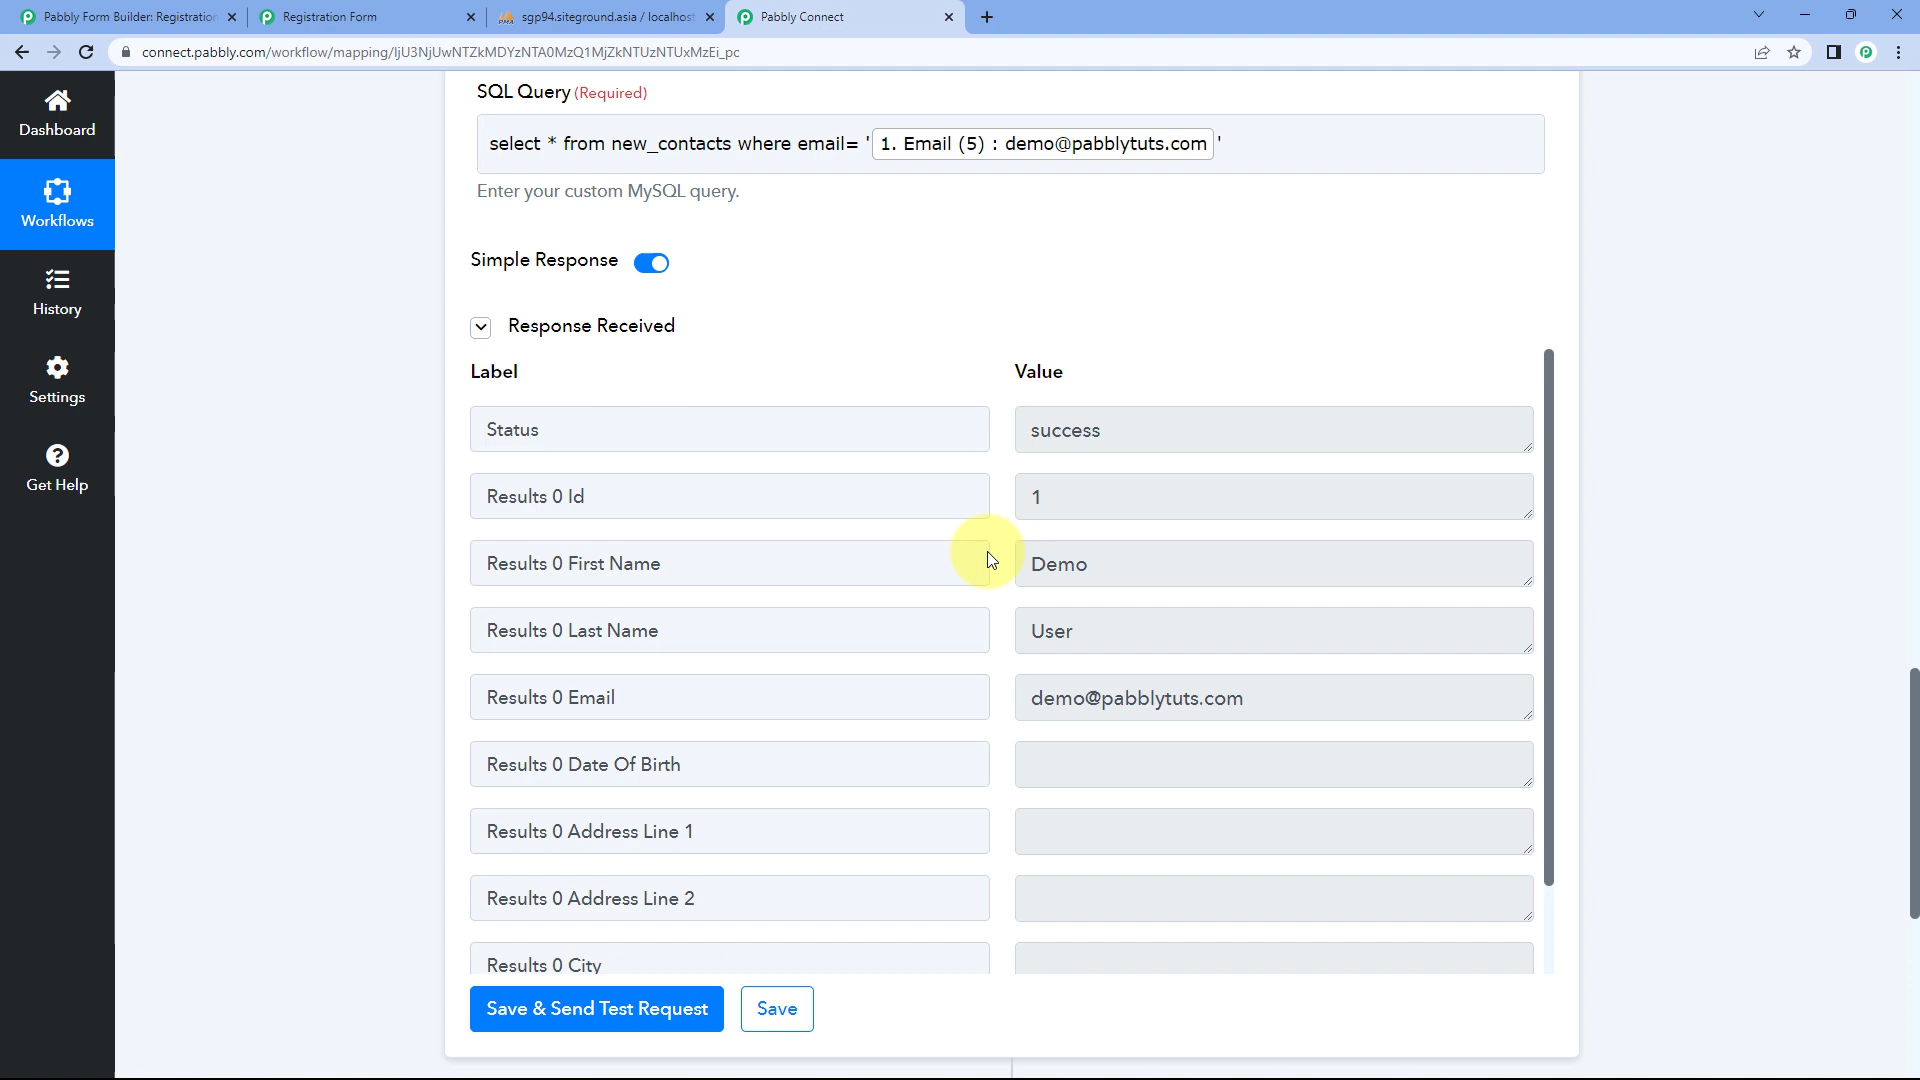 Pabbly Form Builder: Registration
Registration Form
sgp94.siteground.asia / localhost
Pabbly Connect
connect.pabbly.com/workflow/mapping/IjU3NjUwNTZkMDYzNTA0MzQ1MjZkNTUzNTUxMzEi_pc
Dashboard
Workflows
History
Settings
Get Help
SQL Query (Required)
select * from new_contacts where email= ' 1. Email (5) : demo@pabblytuts.com '
Enter your custom MySQL query.
Simple Response
Response Received
Label Value
Status success
Results 0 Id 1
Results 0 First Name Demo
Results 0 Last Name User
Results 0 Email demo@pabblytuts.com
Results 0 Date Of Birth
Results 0 Address Line 1
Results 0 Address Line 2
Results 0 City
Save & Send Test Request Save